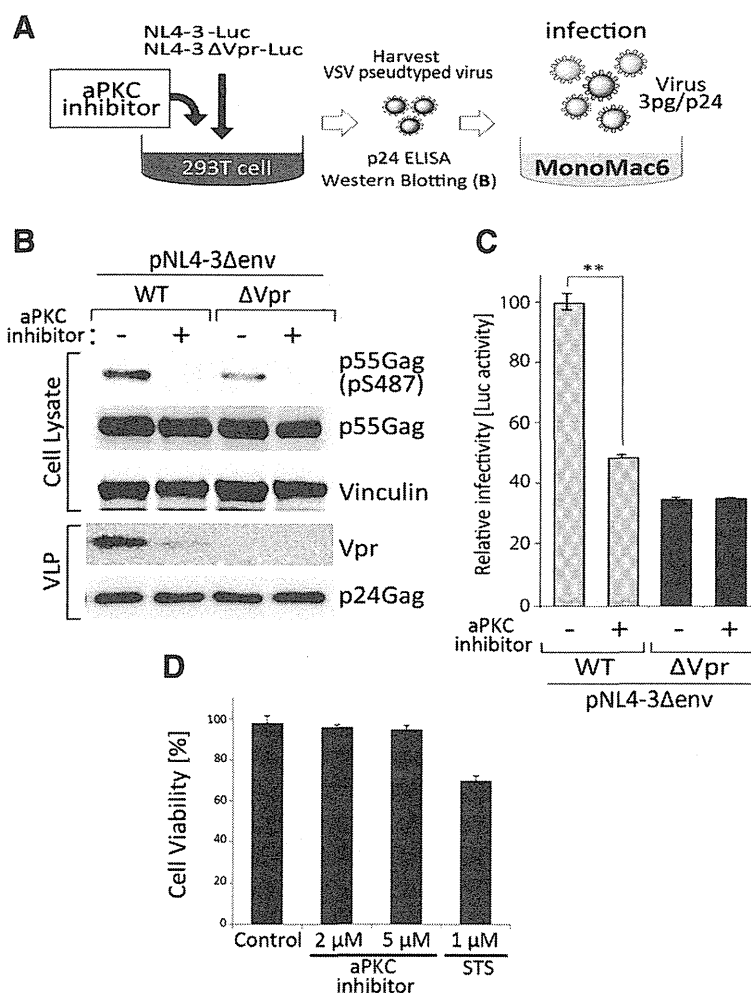 A
NL4-3 -Luc
NL4-3 ΔVpr-Luc
aPKC
inhibitor
293T cell
Harvest
VSV pseudtyped virus
p24 ELISA
Western Blotting (B)
infection
Virus
3pg/p24
MonoMac6
B
pNL4-3Δenv
WT ΔVpr
aPKC
inhibitor : - + - +
Cell Lysate
p55Gag
(pS487)
p55Gag
Vinculin
VLP
Vpr
p24Gag
C
Relative infectivity [Luc activity]
**
100
80
60
40
20
0
aPKC
inhibitor - + - +
WT ΔVpr
pNL4-3Δenv
D
Cell Viability [%]
100
80
60
40
20
0
Control 2 μM 5 μM 1 μM
aPKC
inhibitor
STS